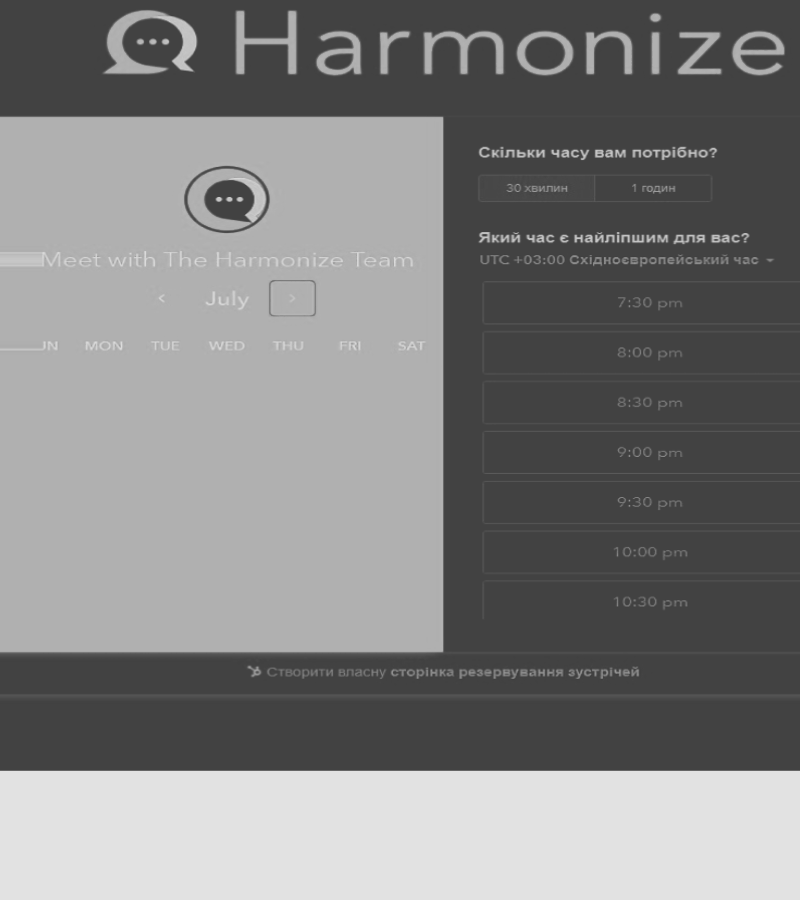 Harmonize
Meet with The Harmonize Team
July
MON TUE WED THU FRI SAT
Скільки часу вам потрібно?
30 хвилин 1 годин
Який час є найліпшим для вас?
UTC +03:00 Східноєвропейський час
7:30 pm
8:00 pm
8:30 pm
9:00 pm
9:30 pm
10:00 pm
10:30 pm
Створити власну сторінка резервування зустрічей